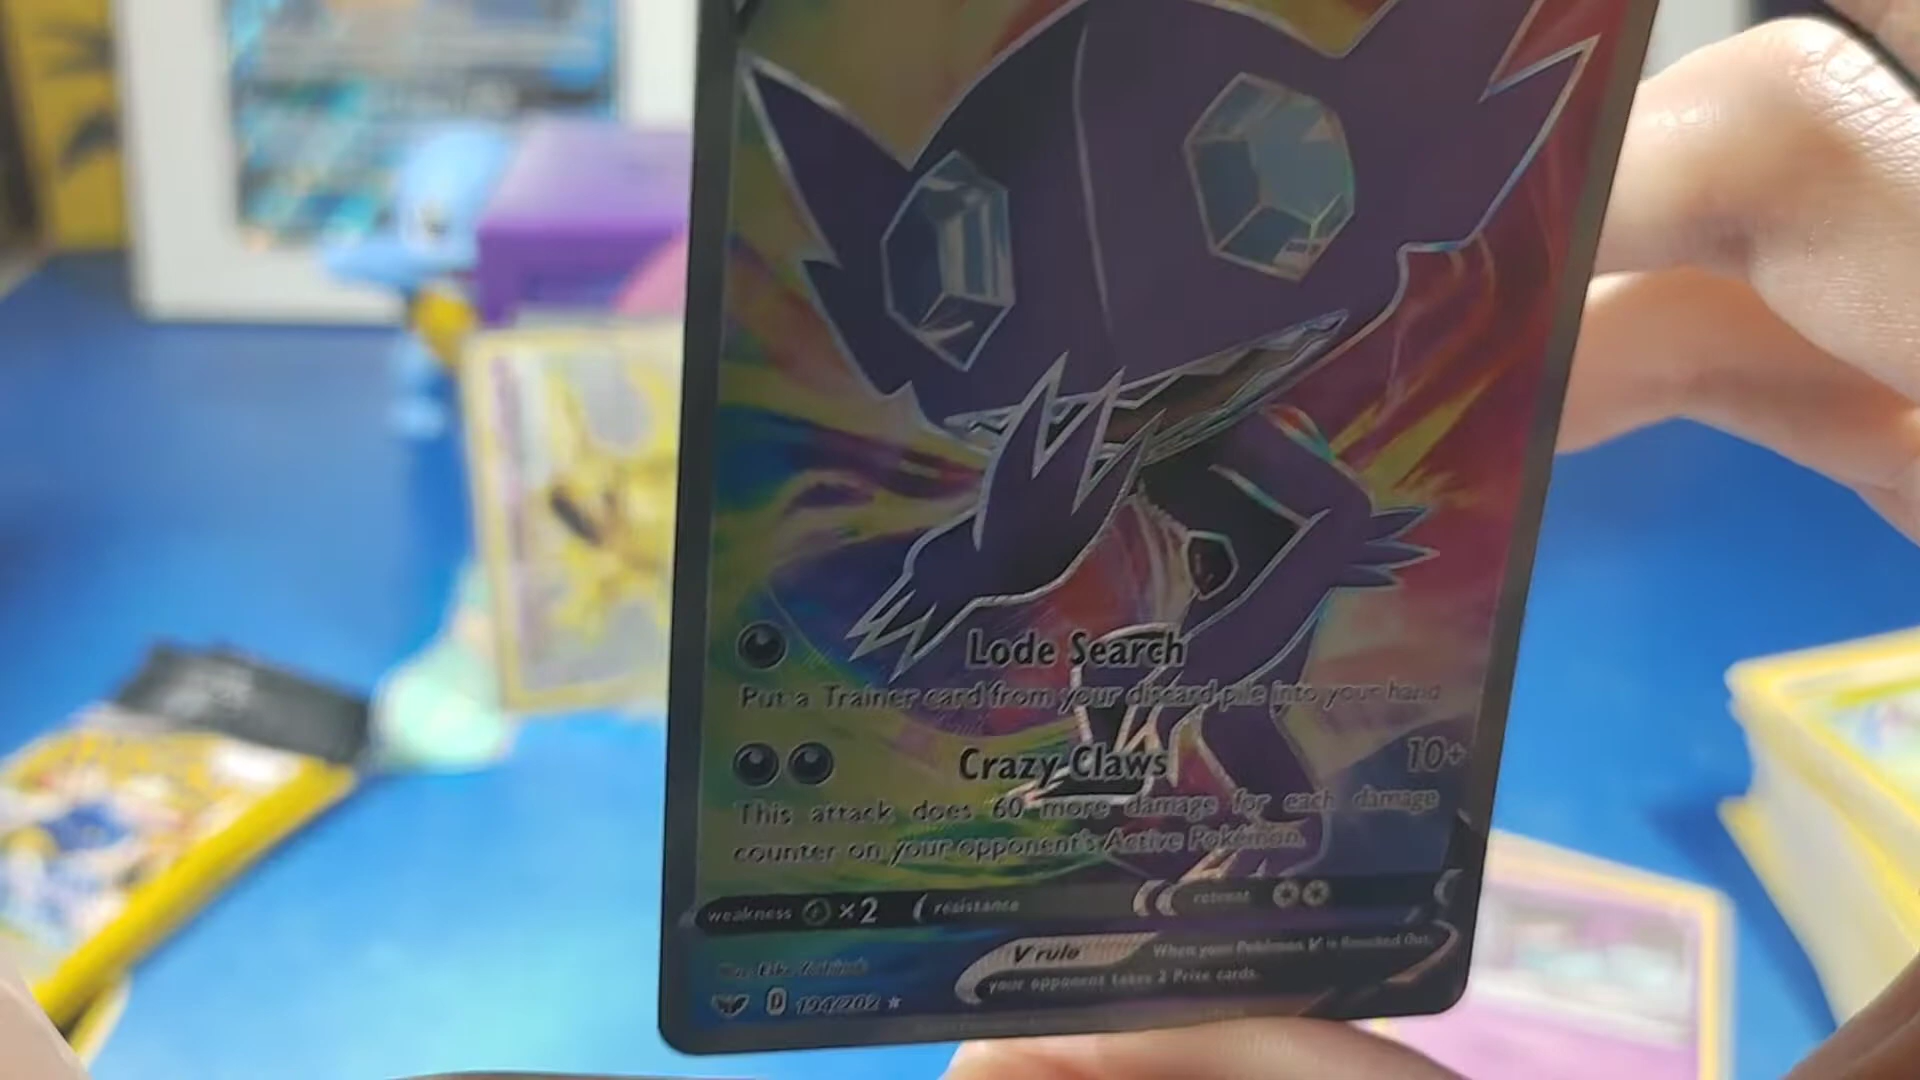 Lode Search
Put a Trainer card from your discard pile into your hand
Crazy Claws 10+
This attack does 60 more damage for each damage
counter on your opponent's Active Pokémon.
weakness ×2 resistance retreat
V rule When your Pokémon V is Knocked Out,
your opponent takes 2 Prize cards.
D 194/202